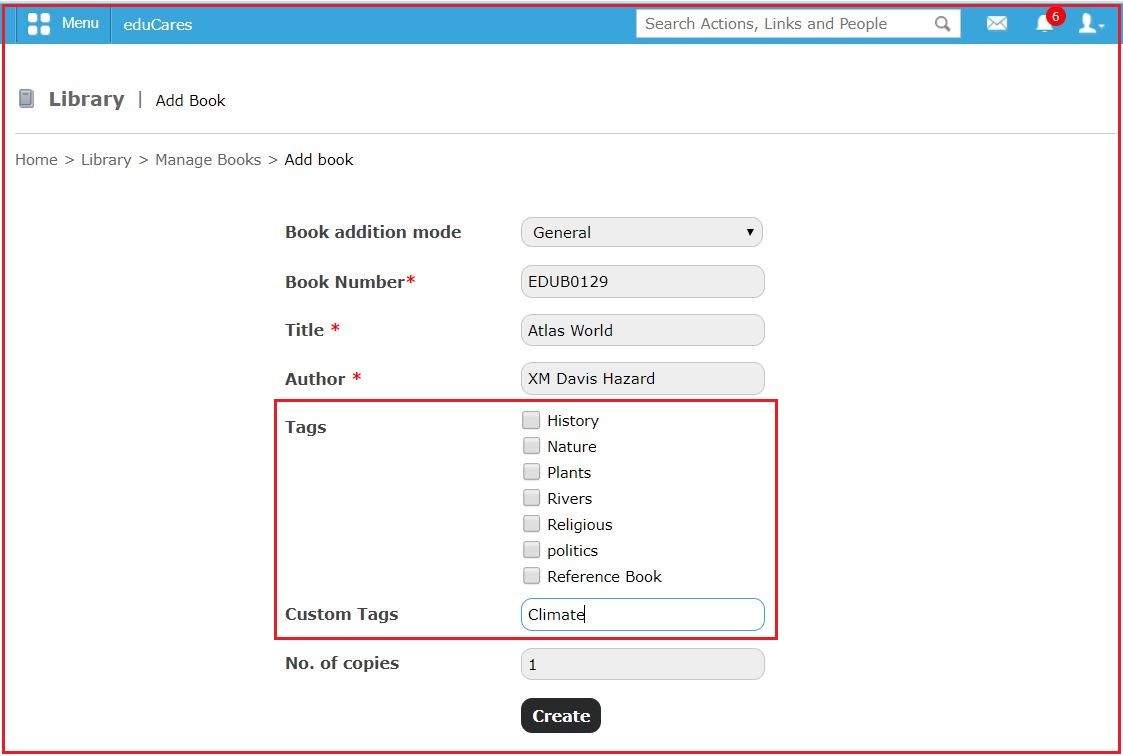 Menu eduCares Search Actions, Links and People 6
Library | Add Book
Home > Library > Manage Books > Add book
Book addition mode General
Book Number* EDUB0129
Title * Atlas World
Author * XM Davis Hazard
Tags History
Nature
Plants
Rivers
Religious
politics
Reference Book
Custom Tags Climate
No. of copies 1
Create